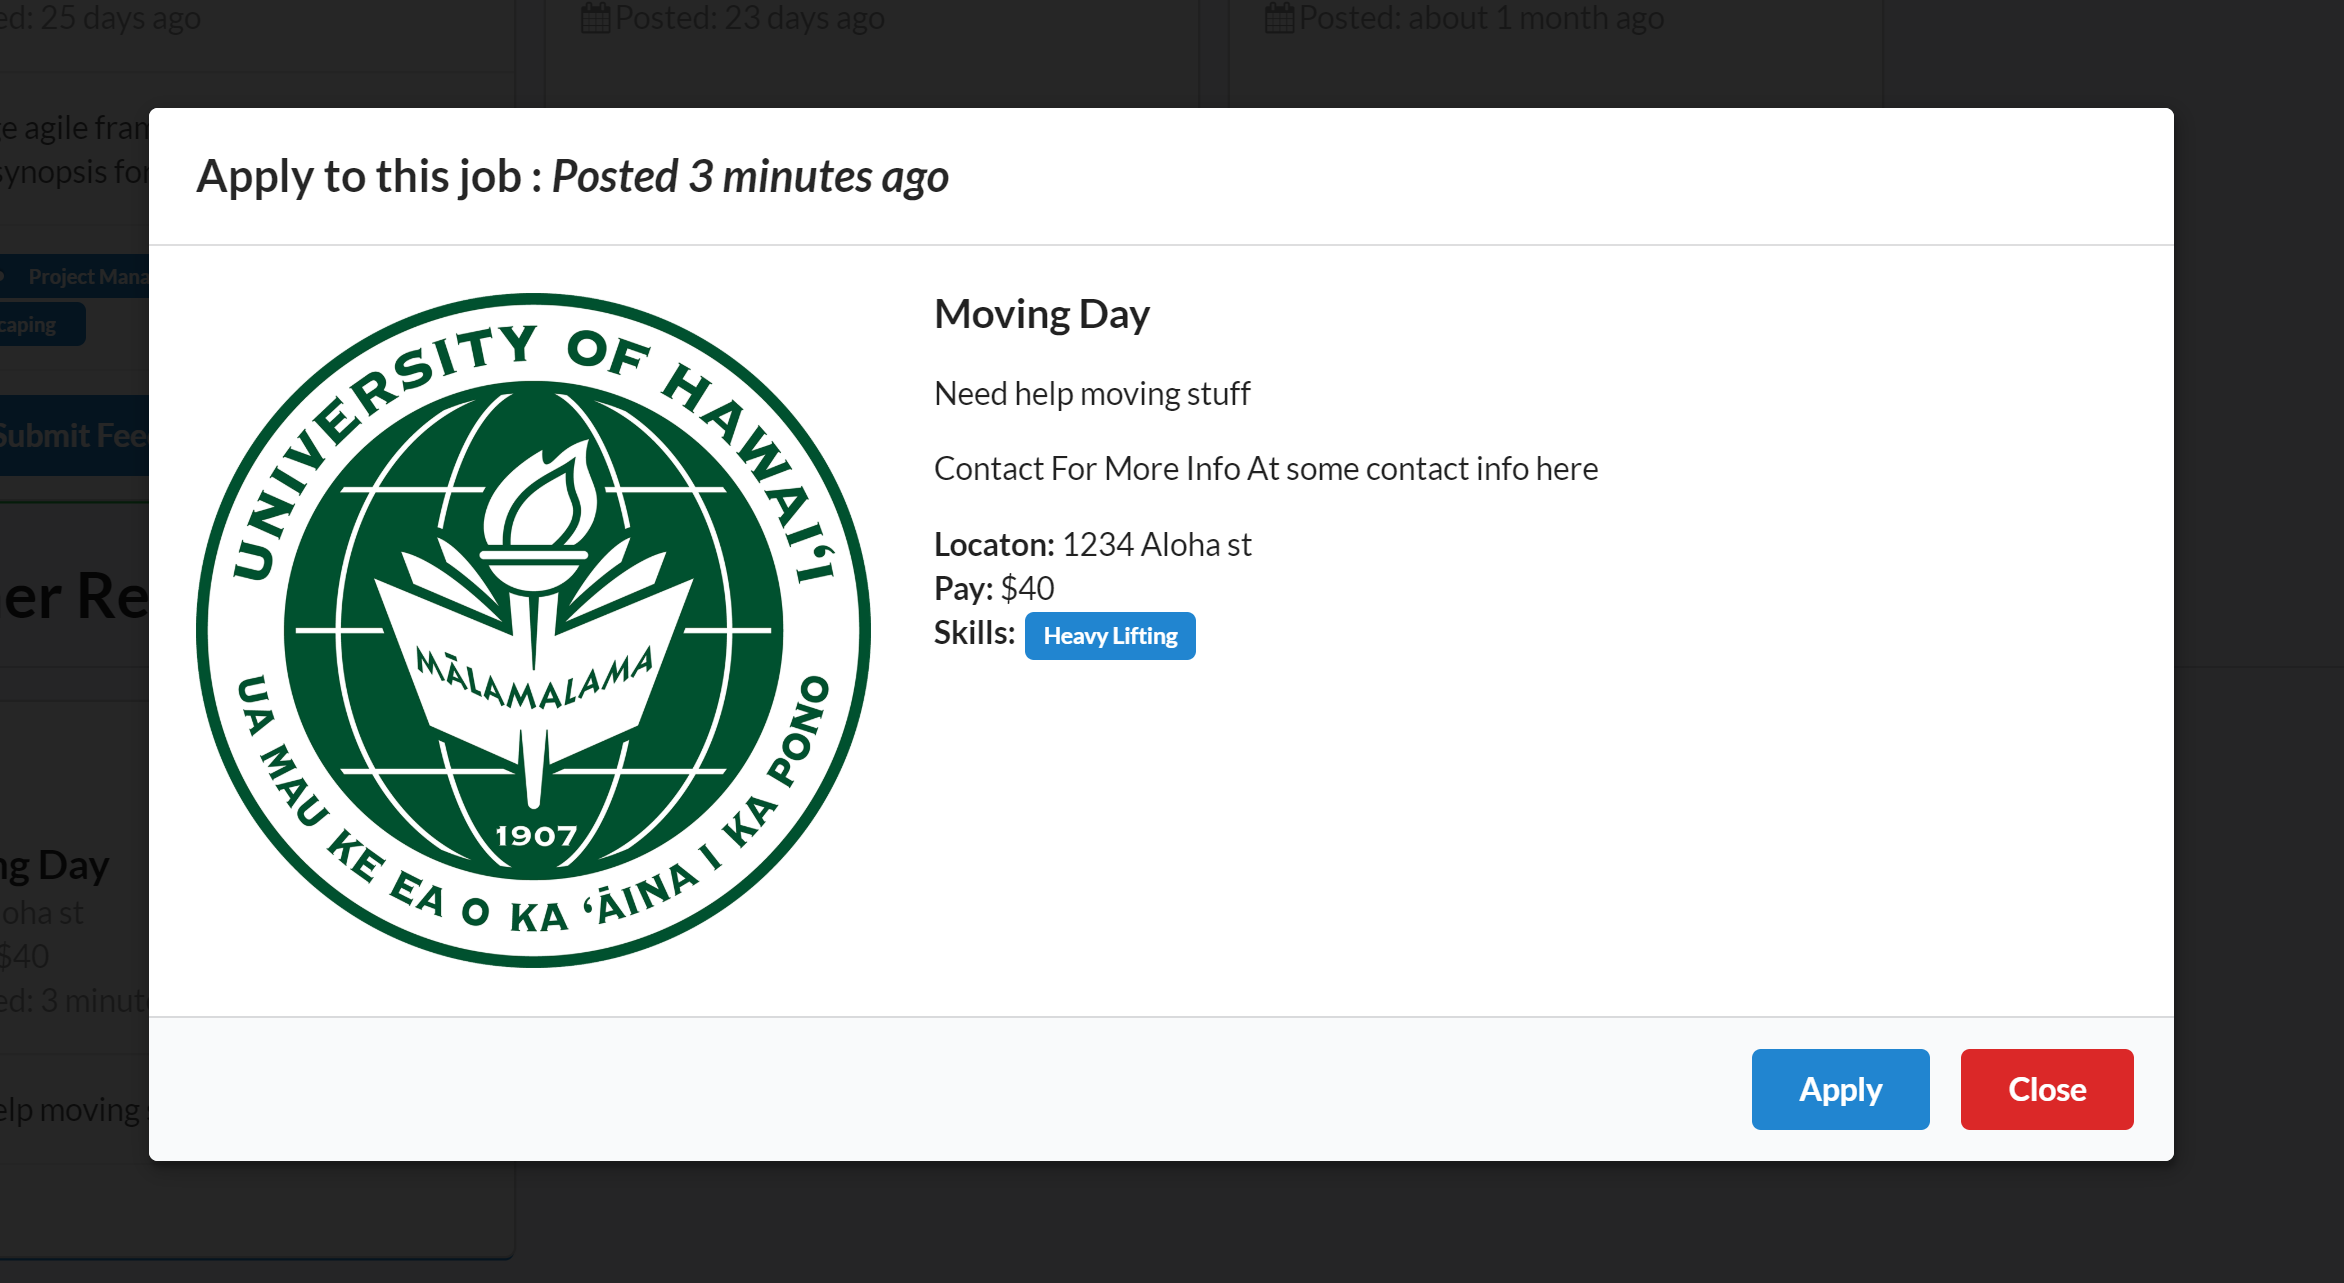 ed: 25 days ago
Posted: 23 days ago
Posted: about 1 month ago
e agile fram
synopsis for
Project Mana
caping
Submit Fee
er Re
ng Day
oha st
$40
ed: 3 minut
elp moving
Apply to this job : Posted 3 minutes ago
UNIVERSITY OF HAWAIʻI
MĀLAMALAMA
1907
UA MAU KE EA O KA ʻĀINA I KA PONO
Moving Day
Need help moving stuff
Contact For More Info At some contact info here
Locaton: 1234 Aloha st
Pay: $40
Skills: Heavy Lifting
Apply
Close